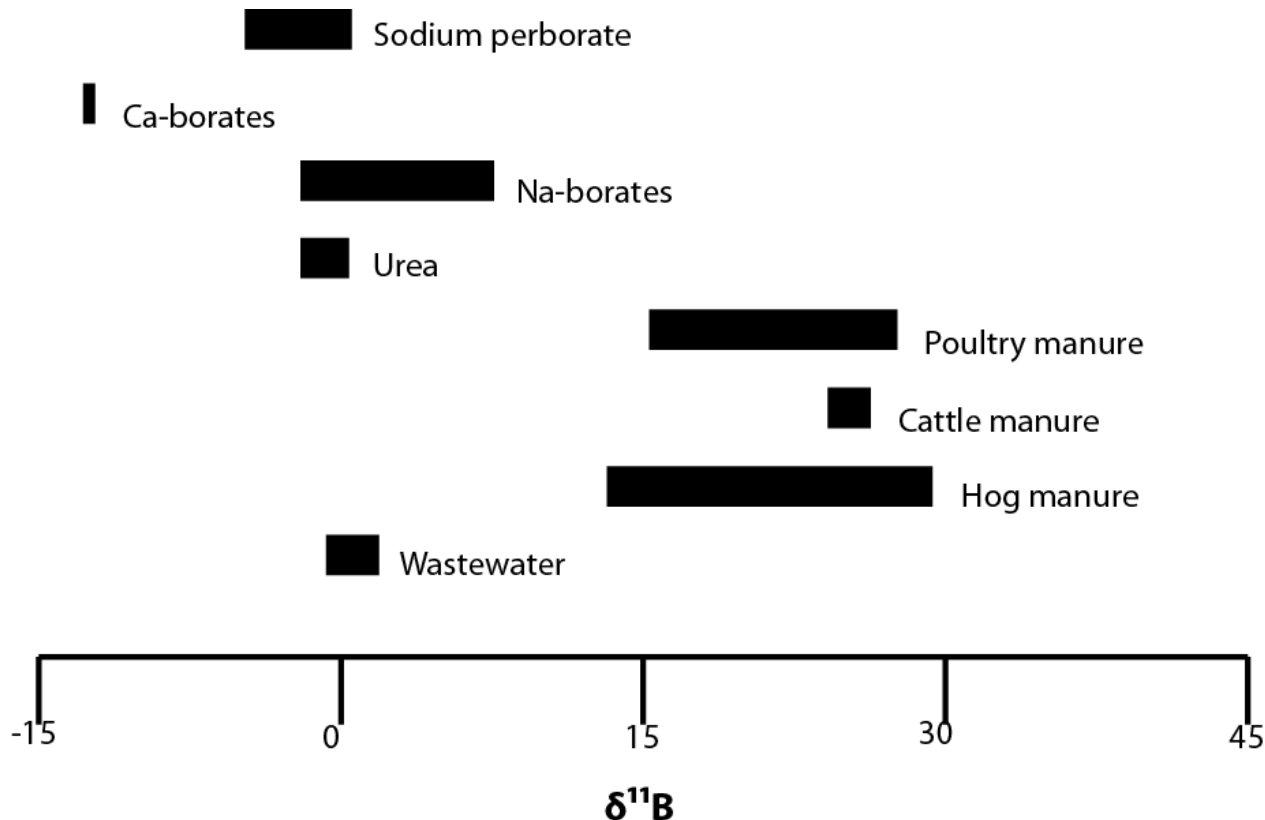 Sodium perborate
Ca-borates
Na-borates
Urea
Poultry manure
Cattle manure
Hog manure
Wastewater
-15 0 15 30 45
δ¹¹B